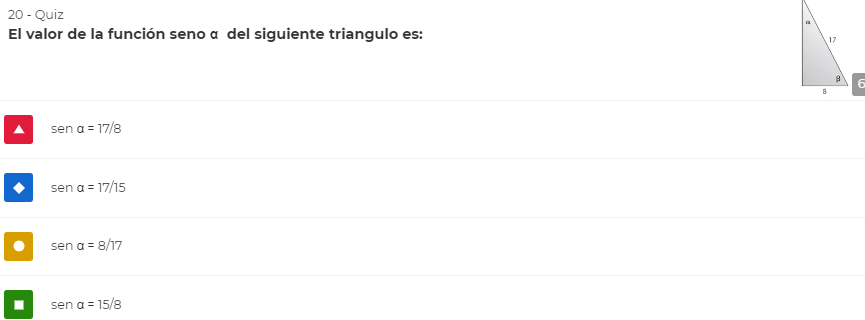 20 - Quiz
El valor de la función seno α del siguiente triangulo es:
α
17
β
8
6
sen α = 17/8
sen α = 17/15
sen α = 8/17
sen α = 15/8